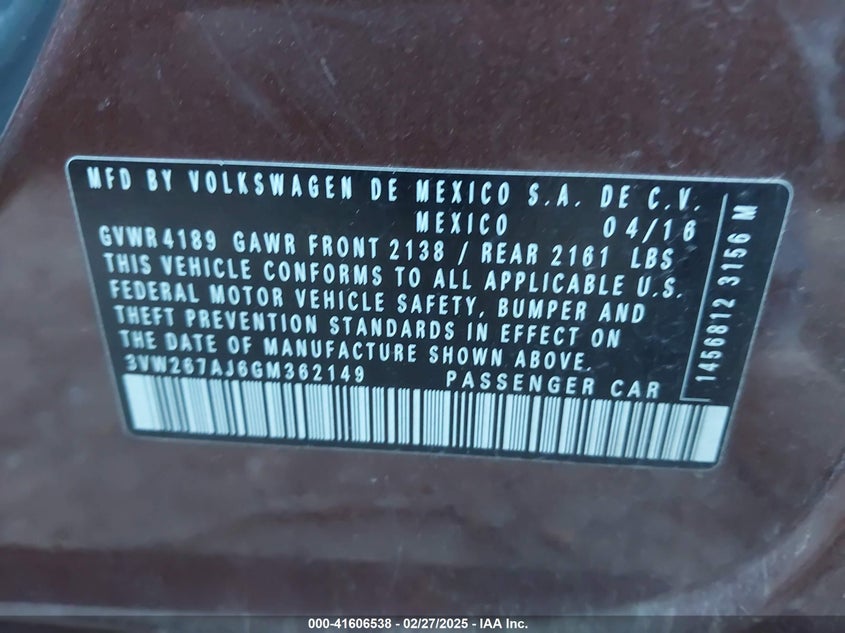 MFD BY VOLKSWAGEN DE MEXICO S.A. DE C.V.
MEXICO 04/16
GVWR 4189 GAWR FRONT 2138 / REAR 2161 LBS
THIS VEHICLE CONFORMS TO ALL APPLICABLE U.S.
FEDERAL MOTOR VEHICLE SAFETY, BUMPER AND
THEFT PREVENTION STANDARDS IN EFFECT ON
THE DATE OF MANUFACTURE SHOWN ABOVE.
3VW267AJ6GM362149 PASSENGER CAR
1456812 3156 M
000-41606538 - 02/27/2025 - IAA Inc.